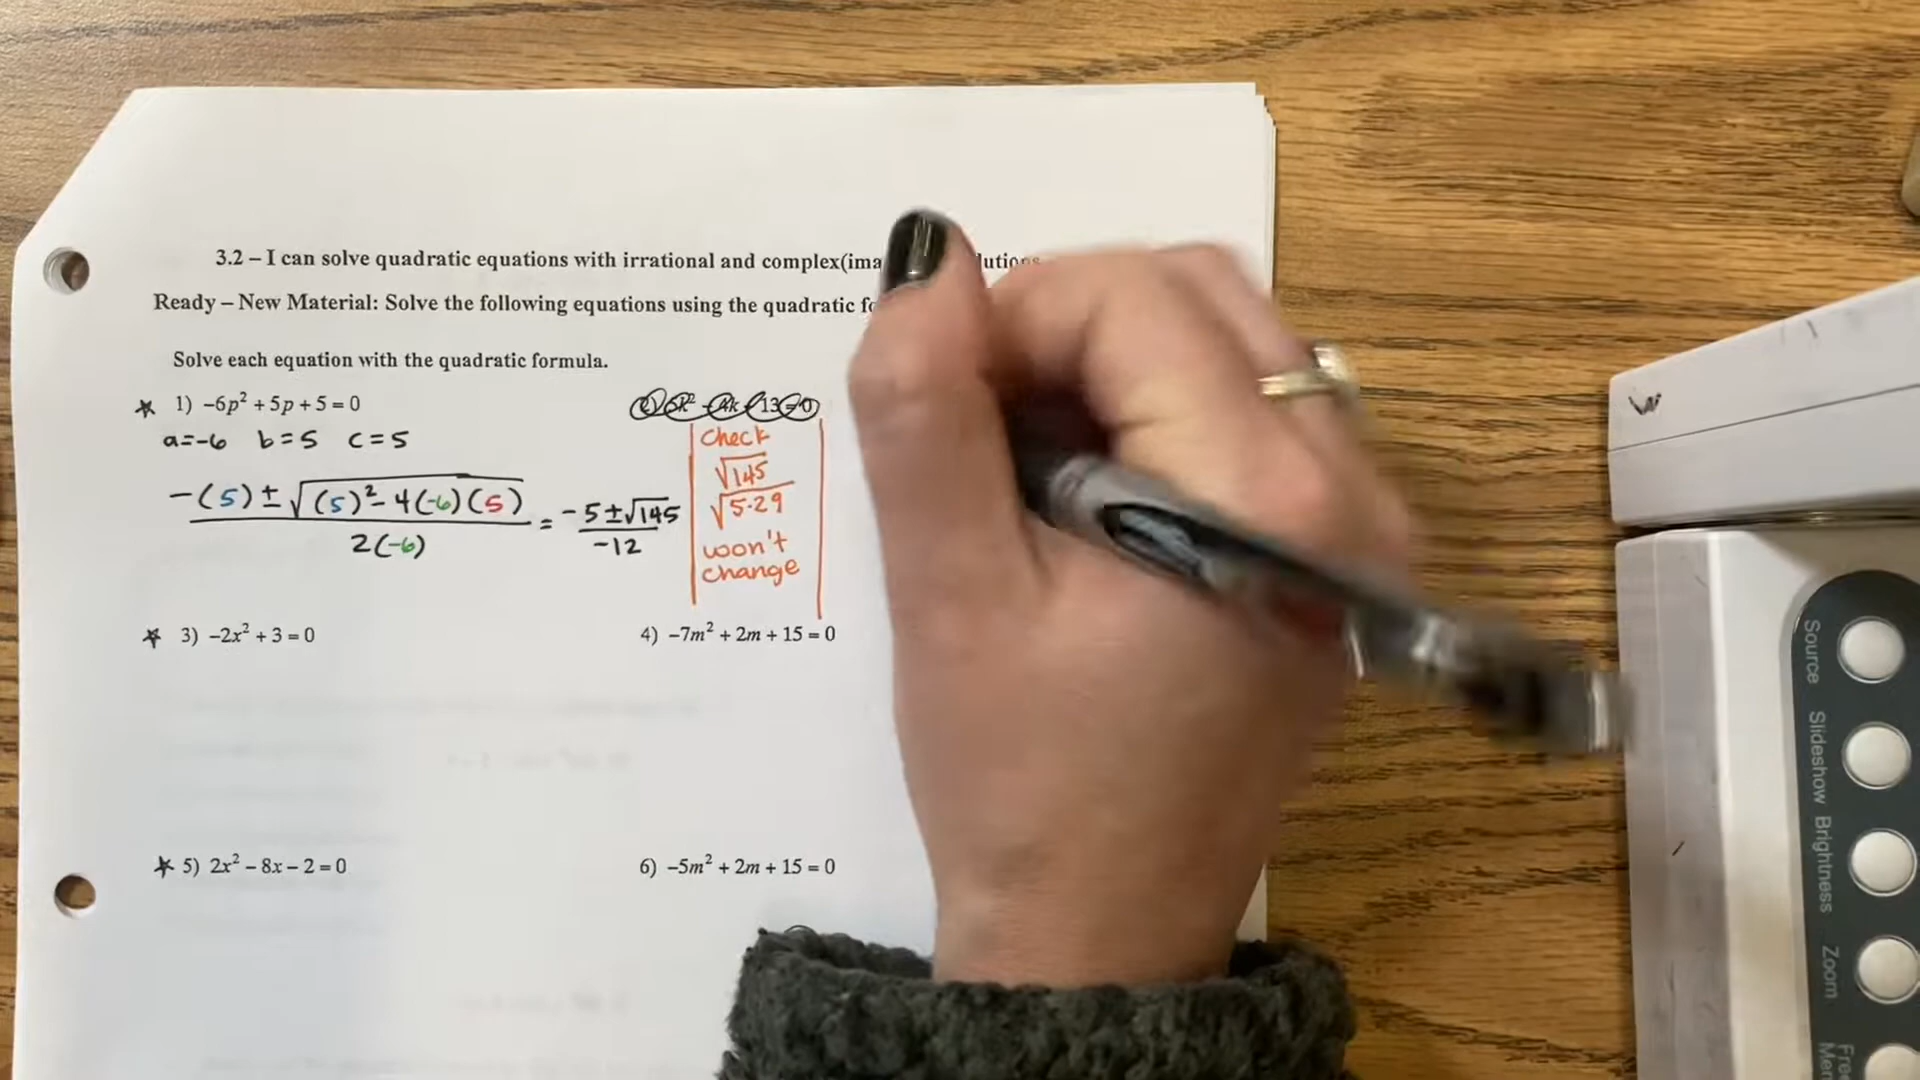 3.2 – I can solve quadratic equations with irrational and complex(ima
Ready – New Material: Solve the following equations using the quadratic
Solve each equation with the quadratic formula.
1) −6p² + 5p + 5 = 0
a=-6 b=5 c=5
-(5) ± √(5)² - 4(-6)(5) / 2(-6) = -5±√145 / -12
check
√145
√5·29
won't
change
3) −2x² + 3 = 0
4) −7m² + 2m + 15 = 0
5) 2x² − 8x − 2 = 0
6) −5m² + 2m + 15 = 0
Source
Slideshow
Brightness
Zoom